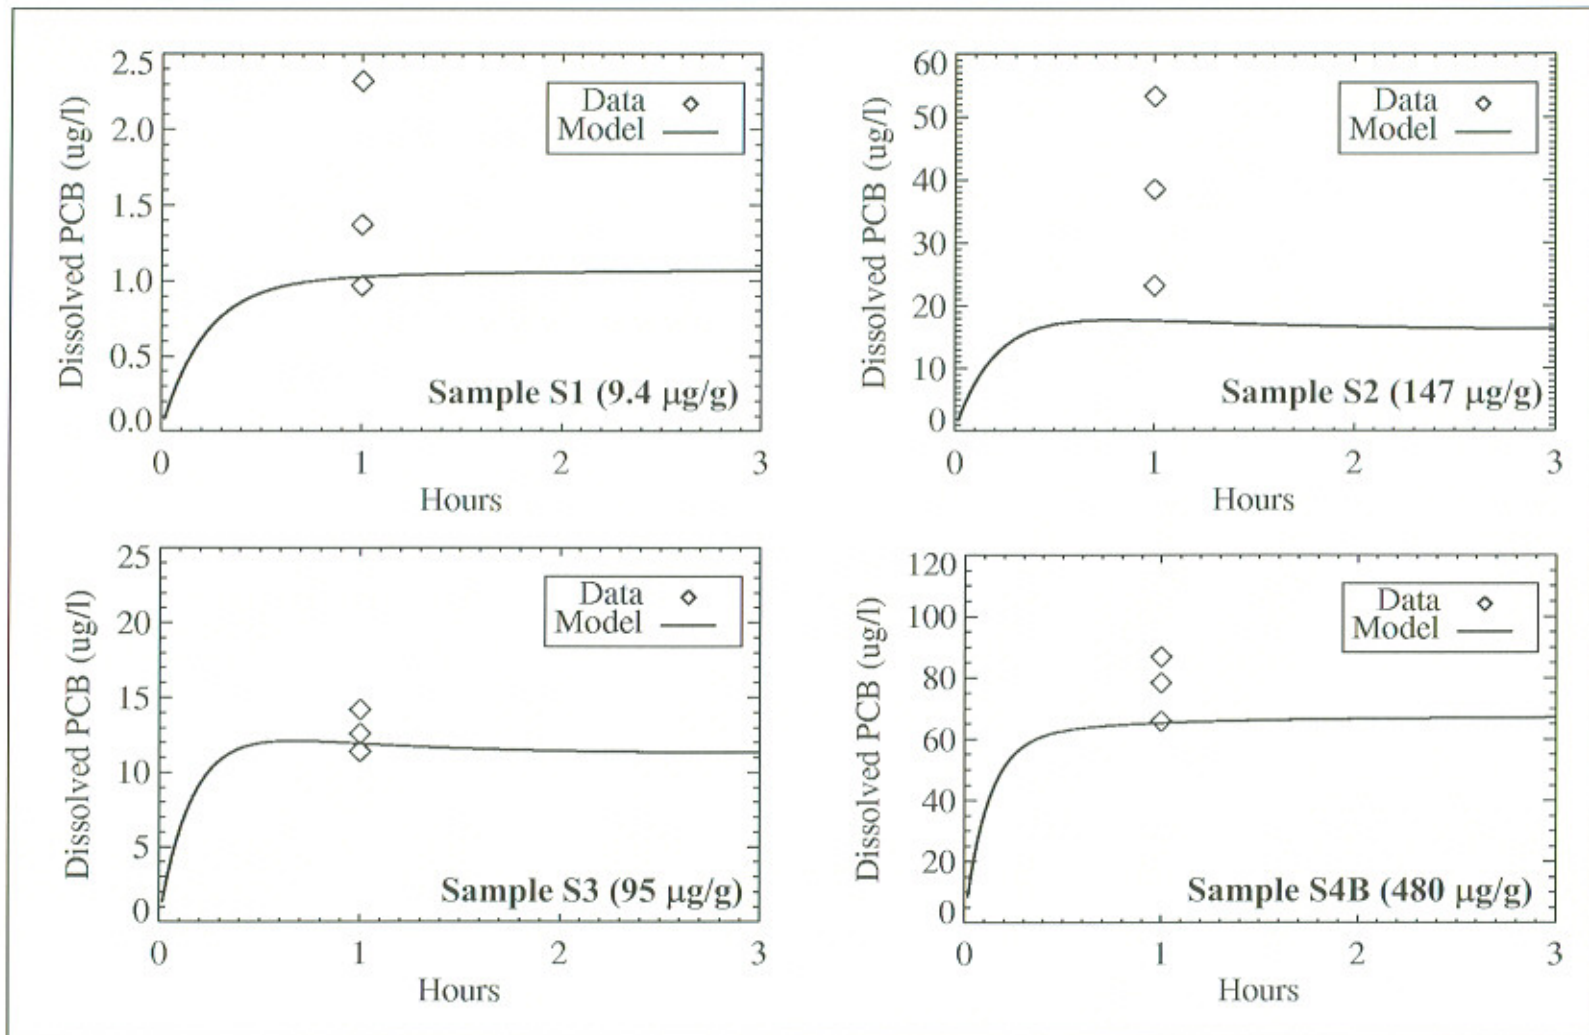 Dissolved PCB (ug/l)
2.5
2.0
1.5
1.0
0.5
0.0
Data
Model
Sample S1 (9.4 μg/g)
0 1 2 3
Hours
Dissolved PCB (ug/l)
60
50
40
30
20
10
0
Data
Model
Sample S2 (147 μg/g)
0 1 2 3
Hours
Dissolved PCB (ug/l)
25
20
15
10
5
0
Data
Model
Sample S3 (95 μg/g)
0 1 2 3
Hours
Dissolved PCB (ug/l)
120
100
80
60
40
20
0
Data
Model
Sample S4B (480 μg/g)
0 1 2 3
Hours